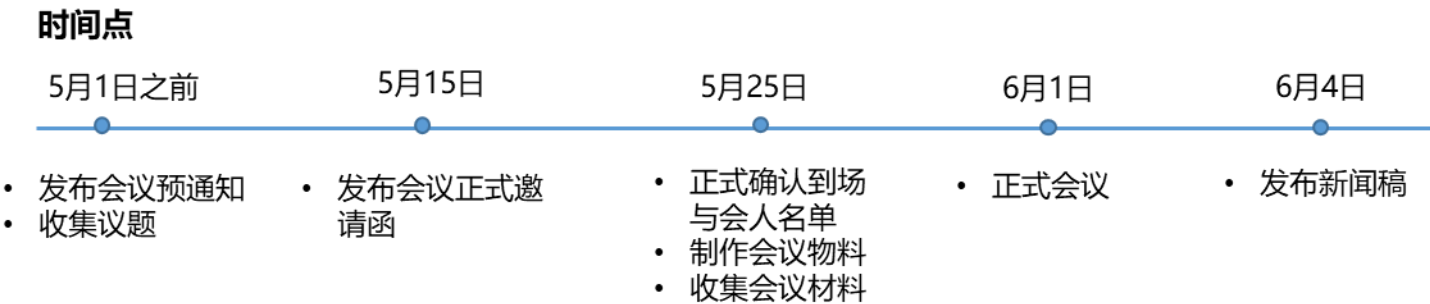 时间点
5月1日之前
5月15日
5月25日
6月1日
6月4日
• 发布会议预通知
• 收集议题
• 发布会议正式邀
请函
• 正式确认到场
与会人名单
• 制作会议物料
• 收集会议材料
• 正式会议
• 发布新闻稿